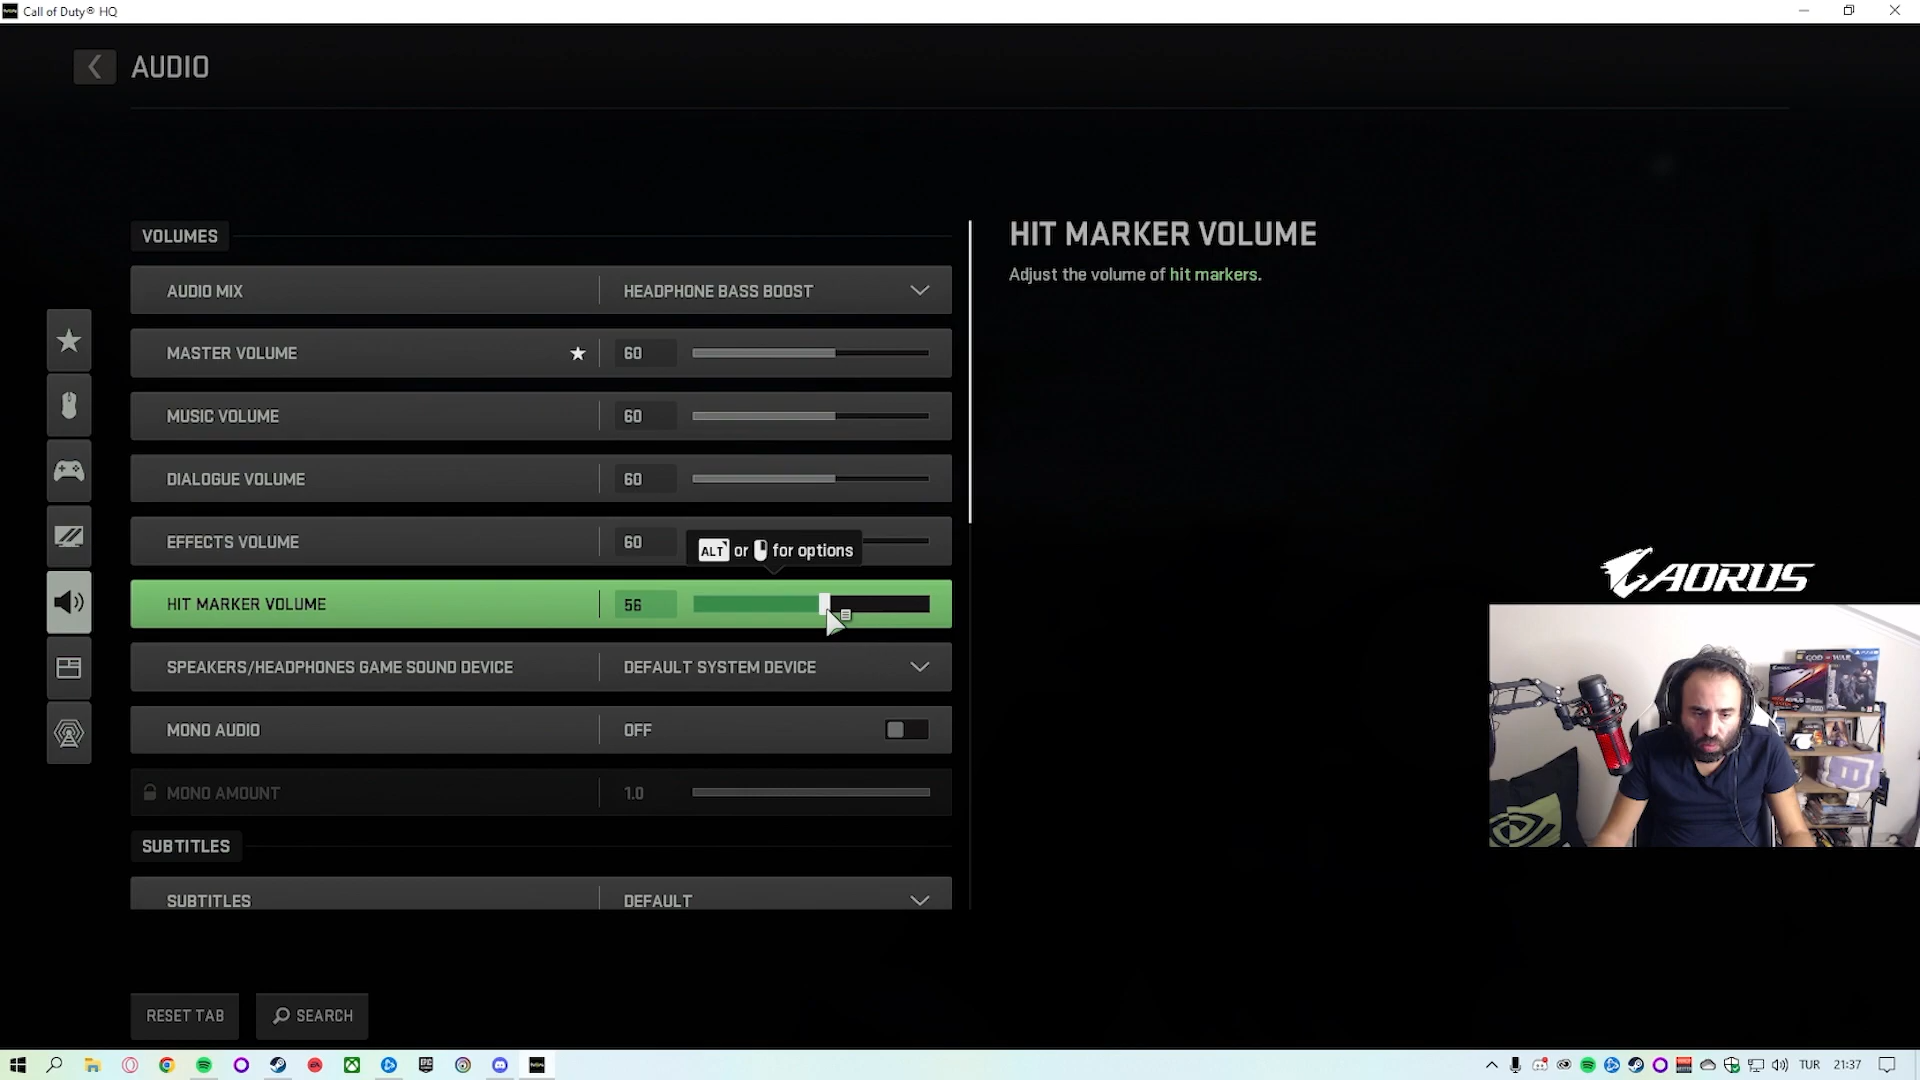 Call of Duty® HQ
AUDIO
VOLUMES
AUDIO MIX HEADPHONE BASS BOOST
MASTER VOLUME 60
MUSIC VOLUME 60
DIALOGUE VOLUME 60
EFFECTS VOLUME 60
ALT or for options
HIT MARKER VOLUME 56
SPEAKERS/HEADPHONES GAME SOUND DEVICE DEFAULT SYSTEM DEVICE
MONO AUDIO OFF
MONO AMOUNT 1.0
SUBTITLES
SUBTITLES DEFAULT
RESET TAB SEARCH
HIT MARKER VOLUME
Adjust the volume of hit markers.
AORUS
GOD WAR
EPIC
TUR 21:37